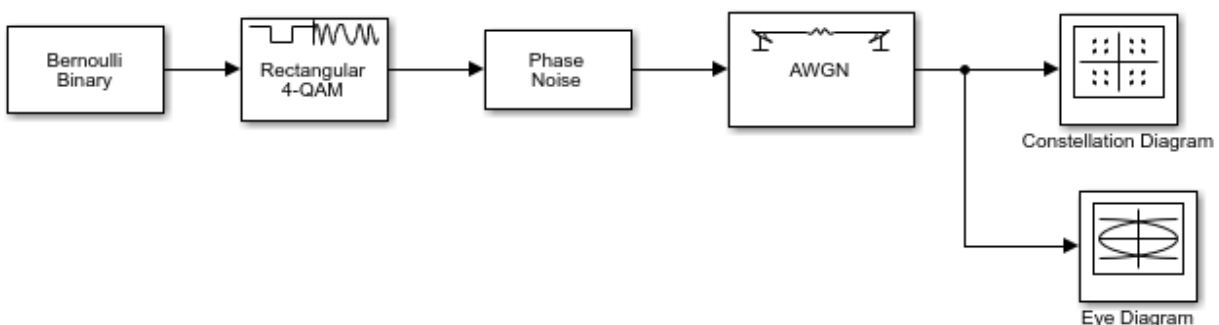 Bernoulli
Binary
Rectangular
4-QAM
Phase
Noise
AWGN
Constellation Diagram
Eye Diagram